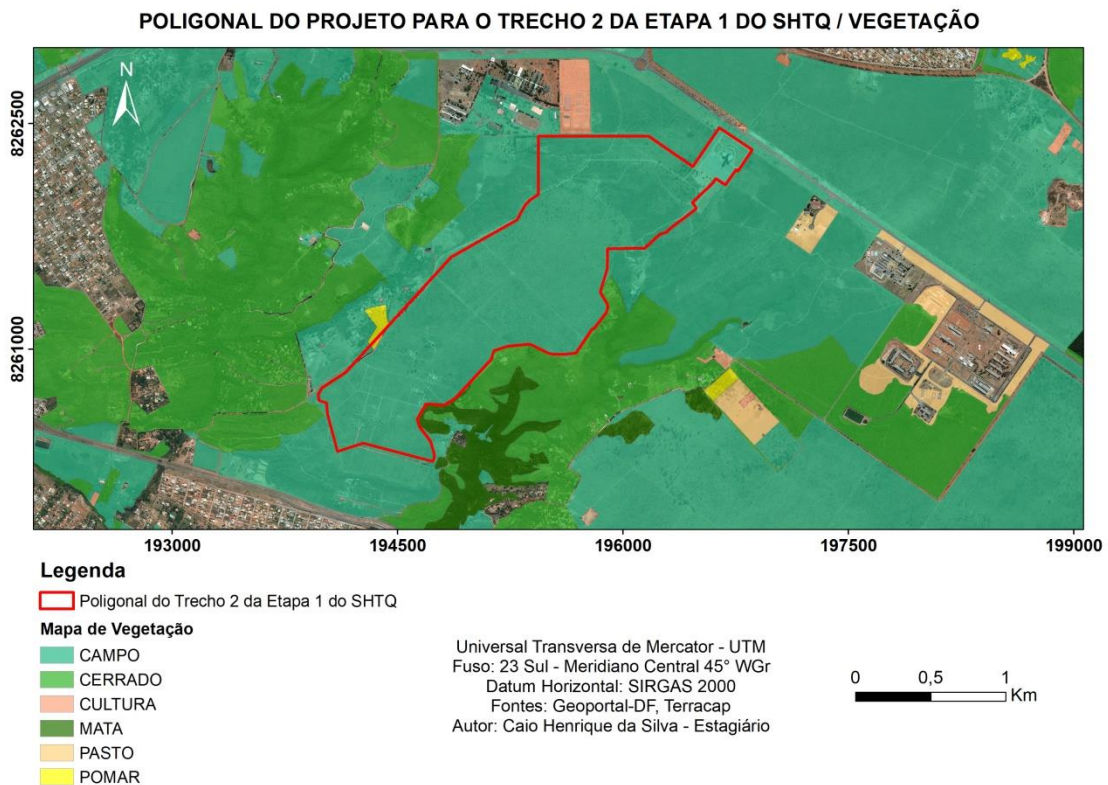 POLIGONAL DO PROJETO PARA O TRECHO 2 DA ETAPA 1 DO SHTQ / VEGETAÇÃO
N
8262500
8261000
193000 194500 196000 197500 199000
Legenda
Poligonal do Trecho 2 da Etapa 1 do SHTQ
Mapa de Vegetação
CAMPO
CERRADO
CULTURA
MATA
PASTO
POMAR
Universal Transversa de Mercator - UTM
Fuso: 23 Sul - Meridiano Central 45° WGr
Datum Horizontal: SIRGAS 2000
Fontes: Geoportal-DF, Terracap
Autor: Caio Henrique da Silva - Estagiário
0 0,5 1
Km